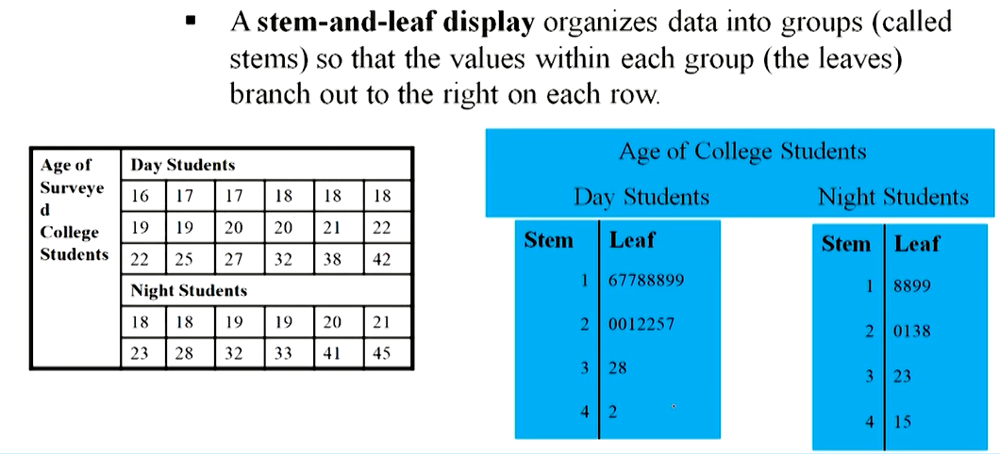 ▪ A stem-and-leaf display organizes data into groups (called
stems) so that the values within each group (the leaves)
branch out to the right on each row.
Age of
Surveye
d
College
Students
Day Students
16 17 17 18 18 18
19 19 20 20 21 22
22 25 27 32 38 42
Night Students
18 18 19 19 20 21
23 28 32 33 41 45
Age of College Students
Day Students
Stem Leaf
1 67788899
2 0012257
3 28
4 2
Night Students
Stem Leaf
1 8899
2 0138
3 23
4 15